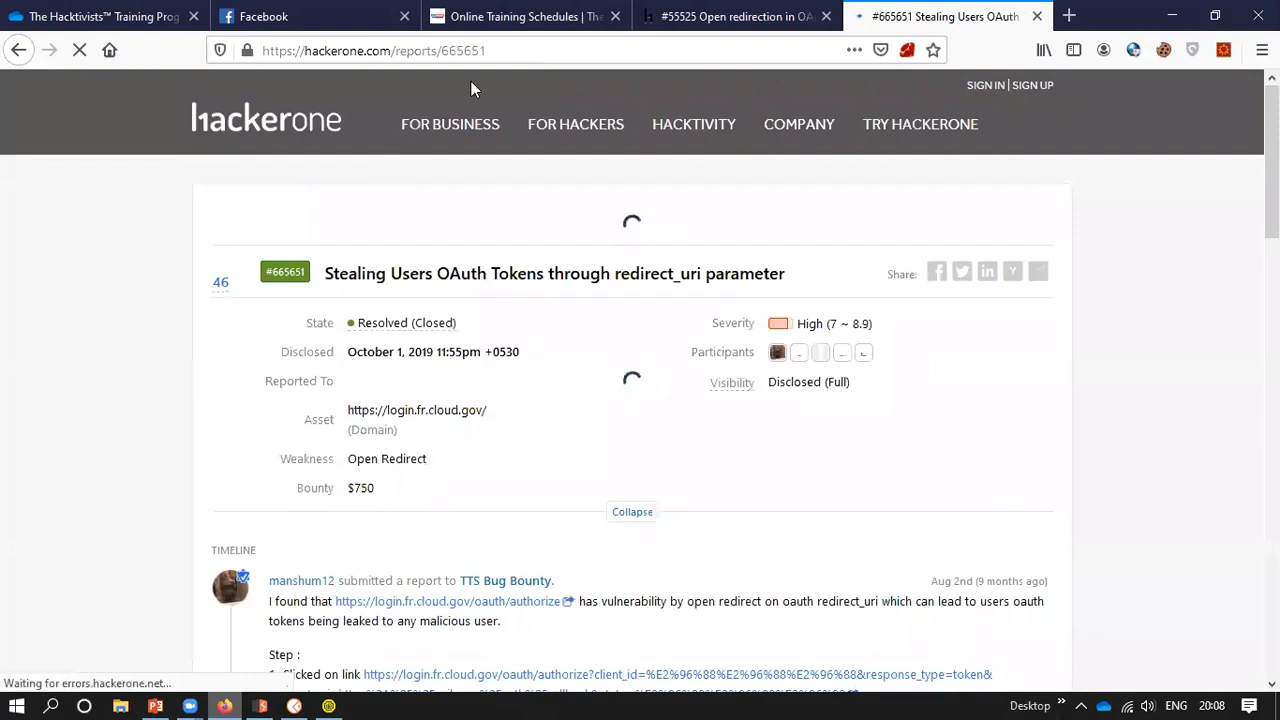 The Hacktivists™ Training Prog
Facebook
Online Training Schedules | The
#55525 Open redirection in OA
#665651 Stealing Users OAuth
https://hackerone.com/reports/665651
SIGN IN | SIGN UP
hackerone
FOR BUSINESS
FOR HACKERS
HACKTIVITY
COMPANY
TRY HACKERONE
46
#665651
Stealing Users OAuth Tokens through redirect_uri parameter
Share:
State Resolved (Closed)
Severity High (7 ~ 8.9)
Disclosed October 1, 2019 11:55pm +0530
Participants
Reported To
Visibility Disclosed (Full)
Asset https://login.fr.cloud.gov/
(Domain)
Weakness Open Redirect
Bounty $750
Collapse
TIMELINE
manshum12 submitted a report to TTS Bug Bounty.
Aug 2nd (9 months ago)
I found that https://login.fr.cloud.gov/oauth/authorize has vulnerability by open redirect on oauth redirect_uri which can lead to users oauth
tokens being leaked to any malicious user.
Step :
1. Clicked on link https://login.fr.cloud.gov/oauth/authorize?client_id=%E2%96%88%E2%96%88%E2%96%88&response_type=token&
Waiting for errors.hackerone.net...
Desktop
ENG
20:08